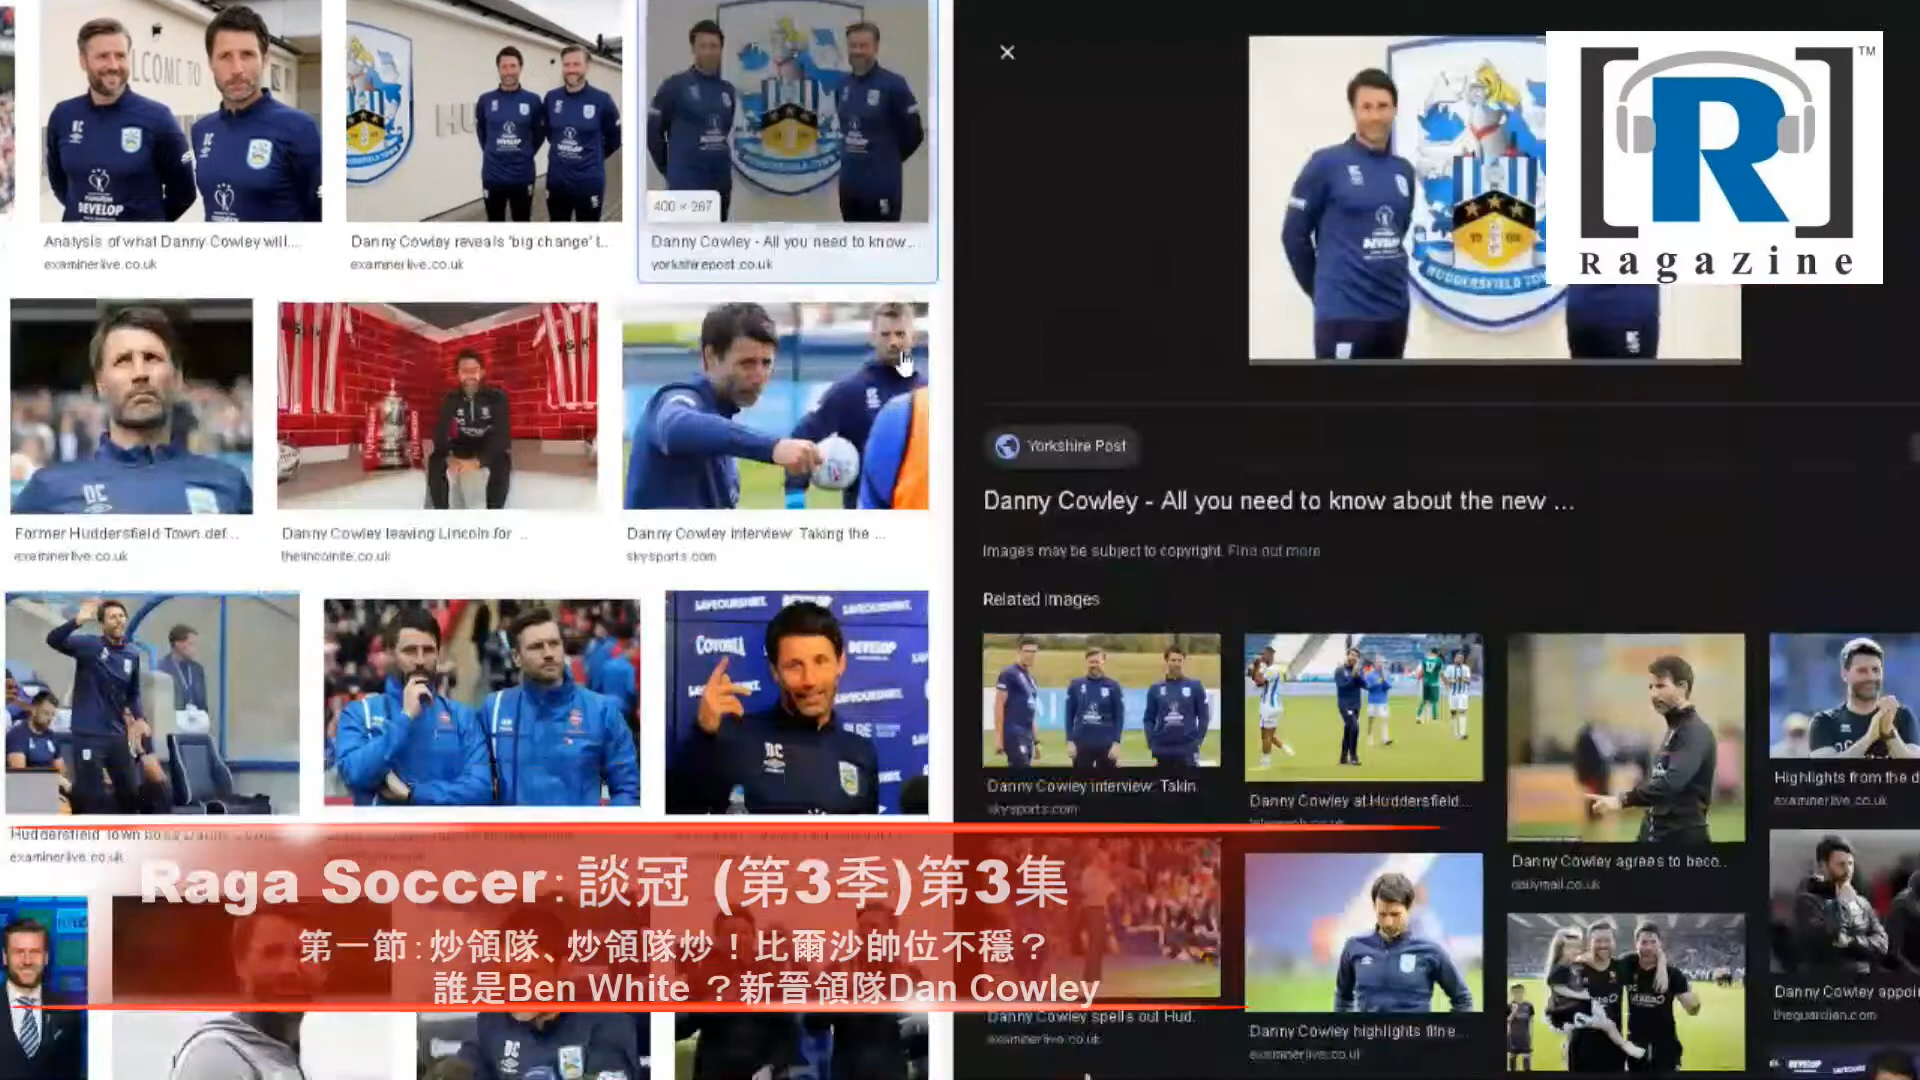 Analysis of what Danny Cowley will...
examinerlive.co.uk
Danny Cowley reveals 'big change' t...
examinerlive.co.uk
400 × 267
Danny Cowley - All you need to know...
yorkshirepost.co.uk
Former Huddersfield Town def...
examinerlive.co.uk
Danny Cowley leaving Lincoln for ...
thelincolnite.co.uk
Danny Cowley interview: Taking the ...
skysports.com
examinerlive.co.uk
TM
R
Ragazine
Yorkshire Post
Danny Cowley - All you need to know about the new ...
Images may be subject to copyright. Find out more
Related images
Danny Cowley interview: Takin
skysports.com
Danny Cowley at Huddersfield...
Danny Cowley agrees to beco...
dailymail.co.uk
Highlights from the d
examinerlive.co.uk
Danny Cowley spells out Hud.
examinerlive.co.uk
Danny Cowley highlights fitne...
examinerlive.co.uk
Danny Cowley appoi
theguardian.com
Raga Soccer:談冠 (第3季)第3集
第一節:炒領隊、炒領隊炒！比爾沙帥位不穩？
誰是Ben White ？新晉領隊Dan Cowley